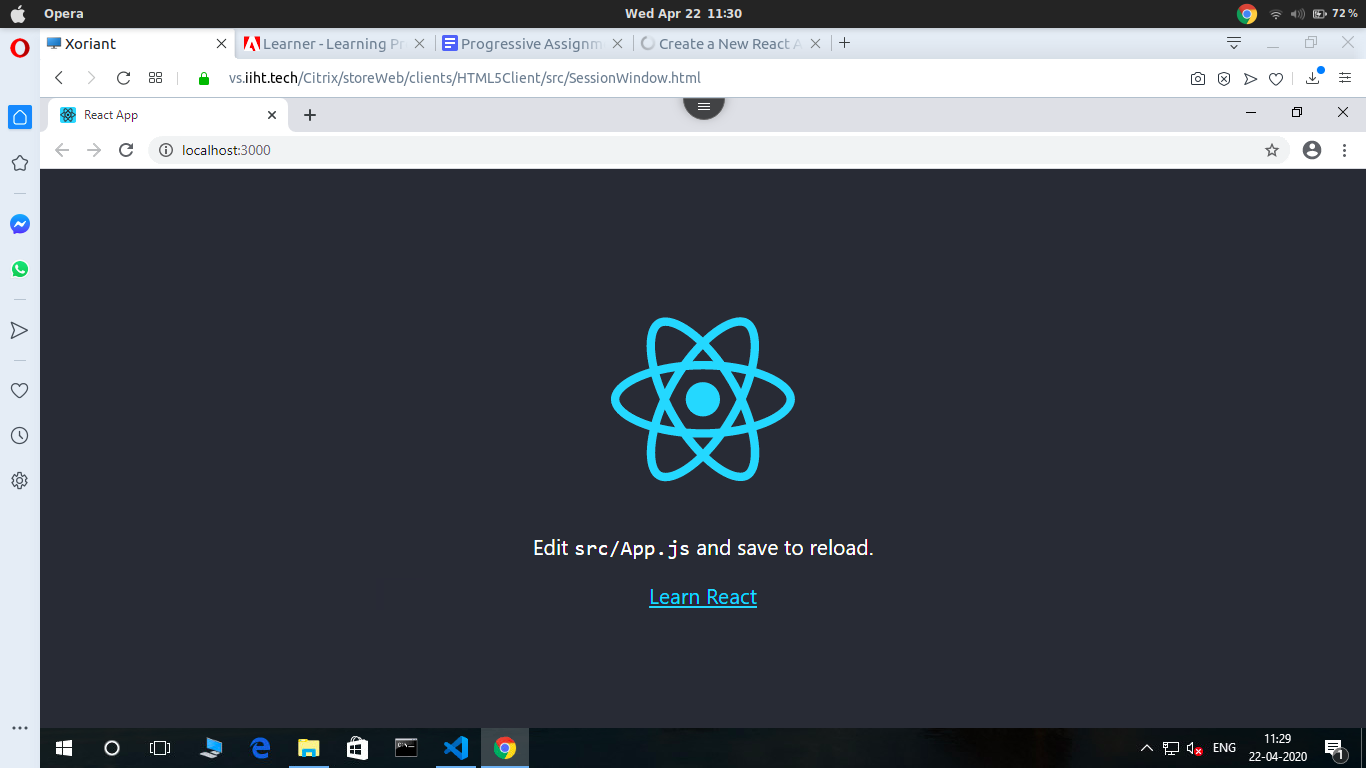 Opera
Wed Apr 22 11:30
72 %
Xoriant
Learner - Learning Pr
Progressive Assignm
Create a New React A
vs.iiht.tech/Citrix/storeWeb/clients/HTML5Client/src/SessionWindow.html
React App
localhost:3000
Edit src/App.js and save to reload.
Learn React
ENG
11:29
22-04-2020
1